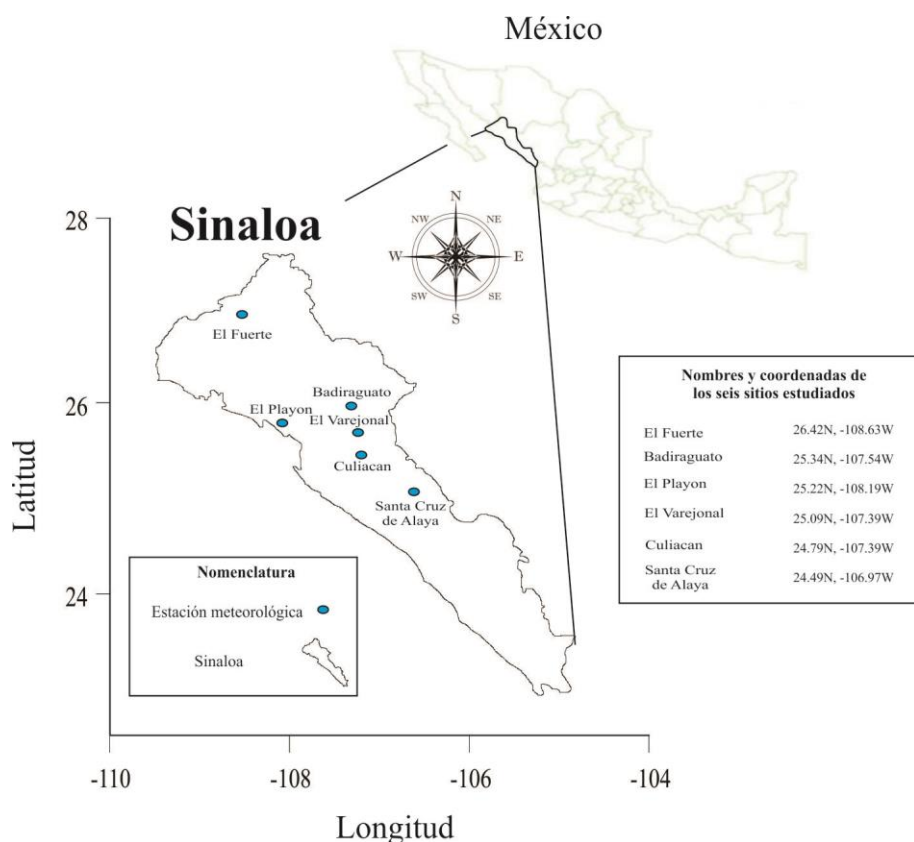 México
Sinaloa
N
NW
NE
W
E
SW
SE
S
28
26
24
Latitud
El Fuerte
Badiraguato
El Playon
El Varejonal
Culiacan
Santa Cruz
de Alaya
Nomenclatura
Estación meteorológica
Sinaloa
Nombres y coordenadas de
los seis sitios estudiados
El Fuerte 26.42N, -108.63W
Badiraguato 25.34N, -107.54W
El Playon 25.22N, -108.19W
El Varejonal 25.09N, -107.39W
Culiacan 24.79N, -107.39W
Santa Cruz 24.49N, -106.97W
de Alaya
-110 -108 -106 -104
Longitud